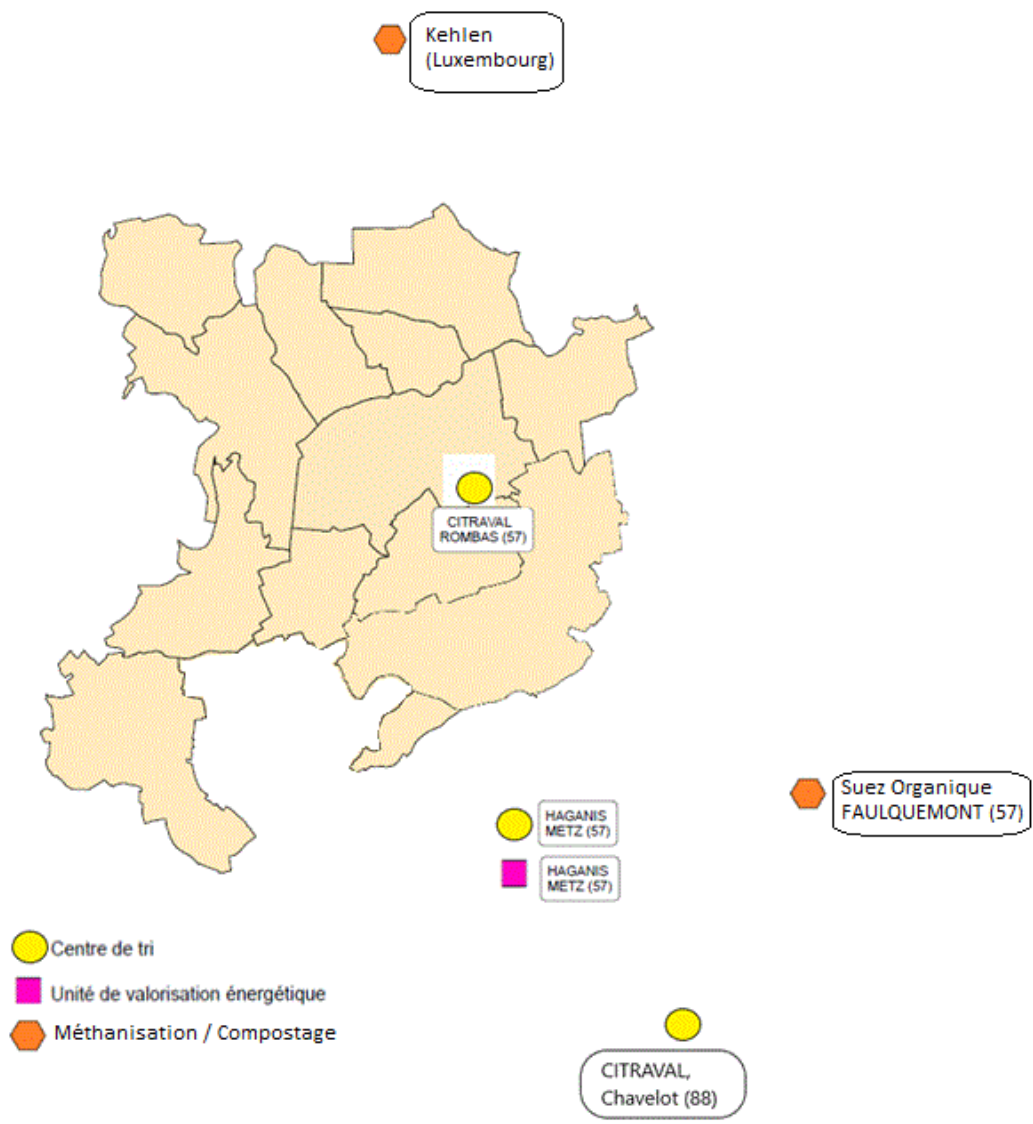 Kehlen
(Luxembourg)
CITRAVAL
ROMBAS (57)
Suez Organique
FAULQUEMONT (57)
HAGANIS
METZ (57)
HAGANIS
METZ (57)
Centre de tri
Unité de valorisation énergétique
Méthanisation / Compostage
CITRAVAL,
Chavelot (88)